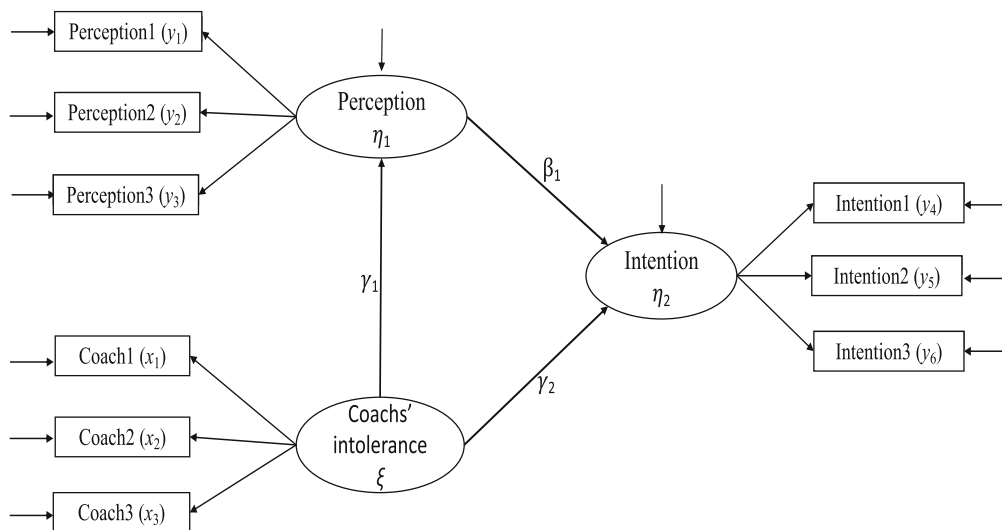 Perception1 (y₁)
Perception2 (y₂)
Perception3 (y₃)
Perception
η₁
β₁
γ₁
Intention
η₂
Intention1 (y₄)
Intention2 (y₅)
Intention3 (y₆)
γ₂
Coach1 (x₁)
Coach2 (x₂)
Coach3 (x₃)
Coachs'
intolerance
ξ